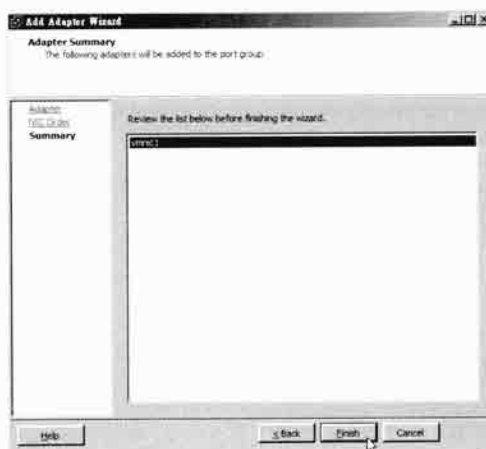 Add Adapter Wizard
Adapter Summary
The following adapters will be added to the port group:
Adapter
NIC Order
Summary
Review the list below before finishing the wizard.
vmnic1
Help
< Back
Finish
Cancel